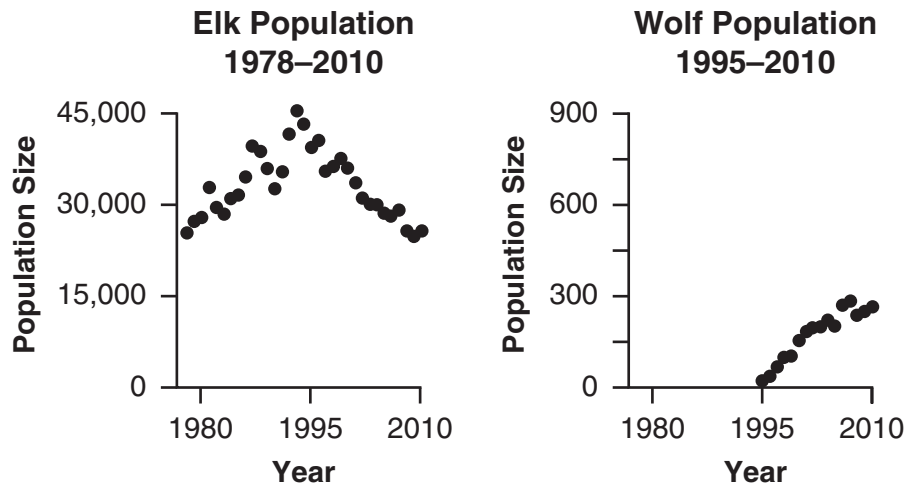 Elk Population
1978–2010
Population Size
45,000
30,000
15,000
0
1980
1995
2010
Year
Wolf Population
1995–2010
Population Size
900
600
300
0
1980
1995
2010
Year